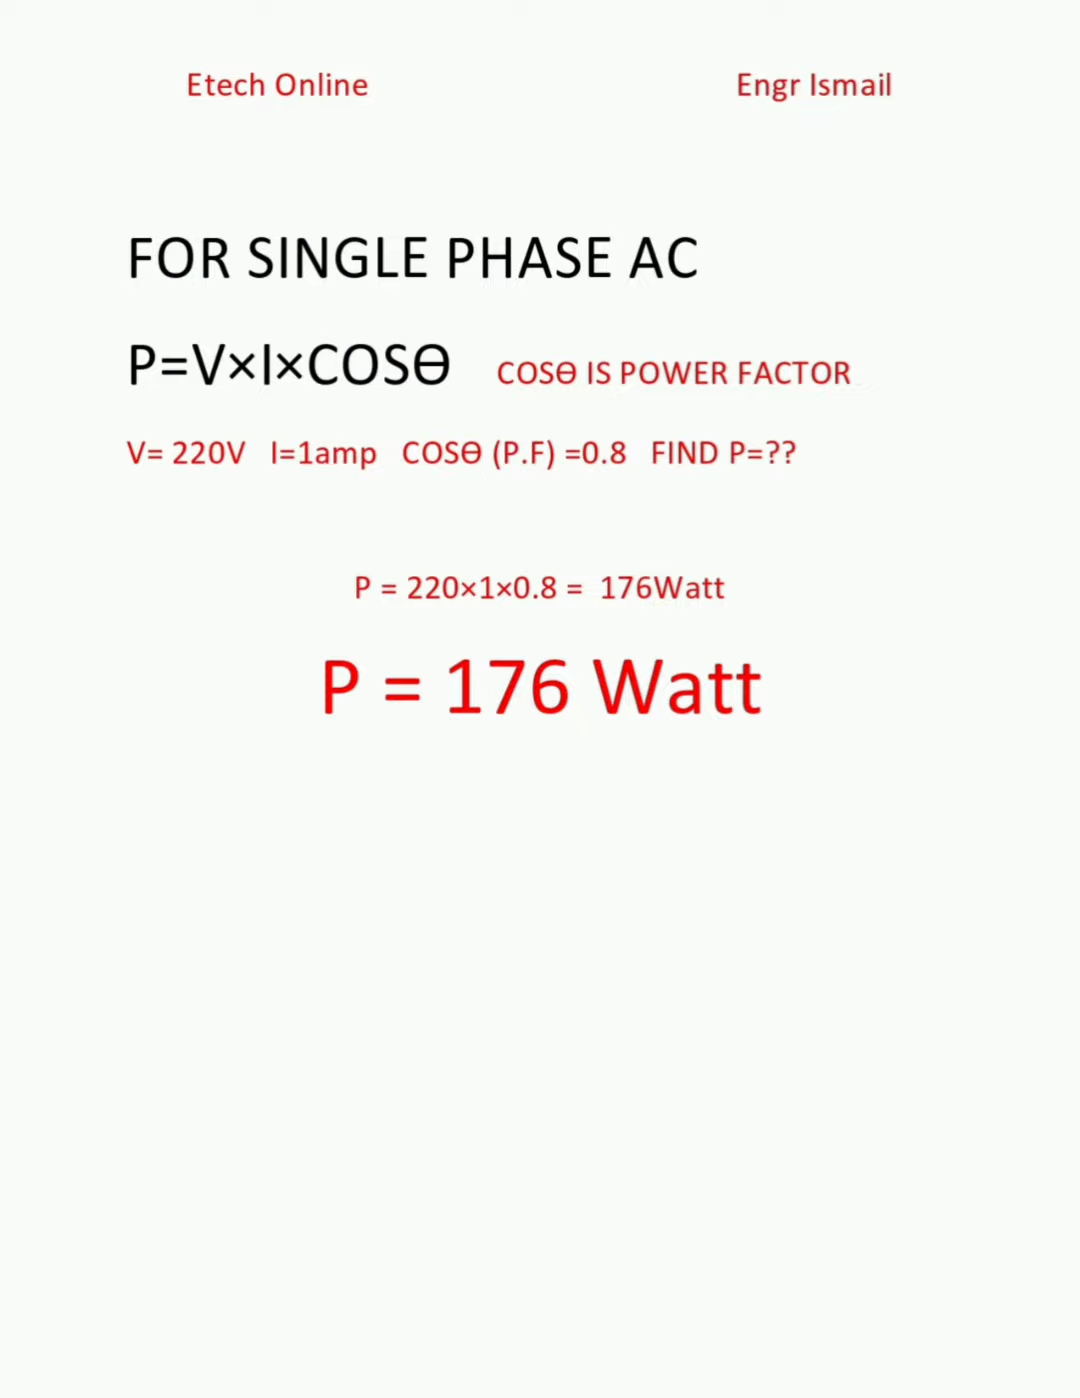 Etech Online Engr Ismail
FOR SINGLE PHASE AC
P=V×I×COSΘ COSΘ IS POWER FACTOR
V= 220V I=1amp COSΘ (P.F) =0.8 FIND P=??
P = 220×1×0.8 = 176Watt
P = 176 Watt